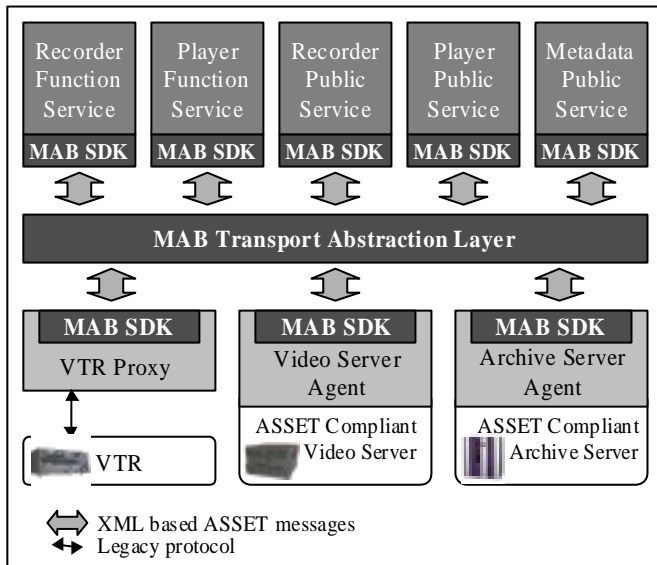 Recorder Function Service
Player Function Service
Recorder Public Service
Player Public Service
Metadata Public Service
MAB SDK
MAB SDK
MAB SDK
MAB SDK
MAB SDK
MAB Transport Abstraction Layer
MAB SDK
VTR Proxy
MAB SDK
Video Server
Agent
MAB SDK
Archive Server
Agent
VTR
ASSET Compliant
Video Server
ASSET Compliant
Archive Server
XML based ASSET messages
Legacy protocol